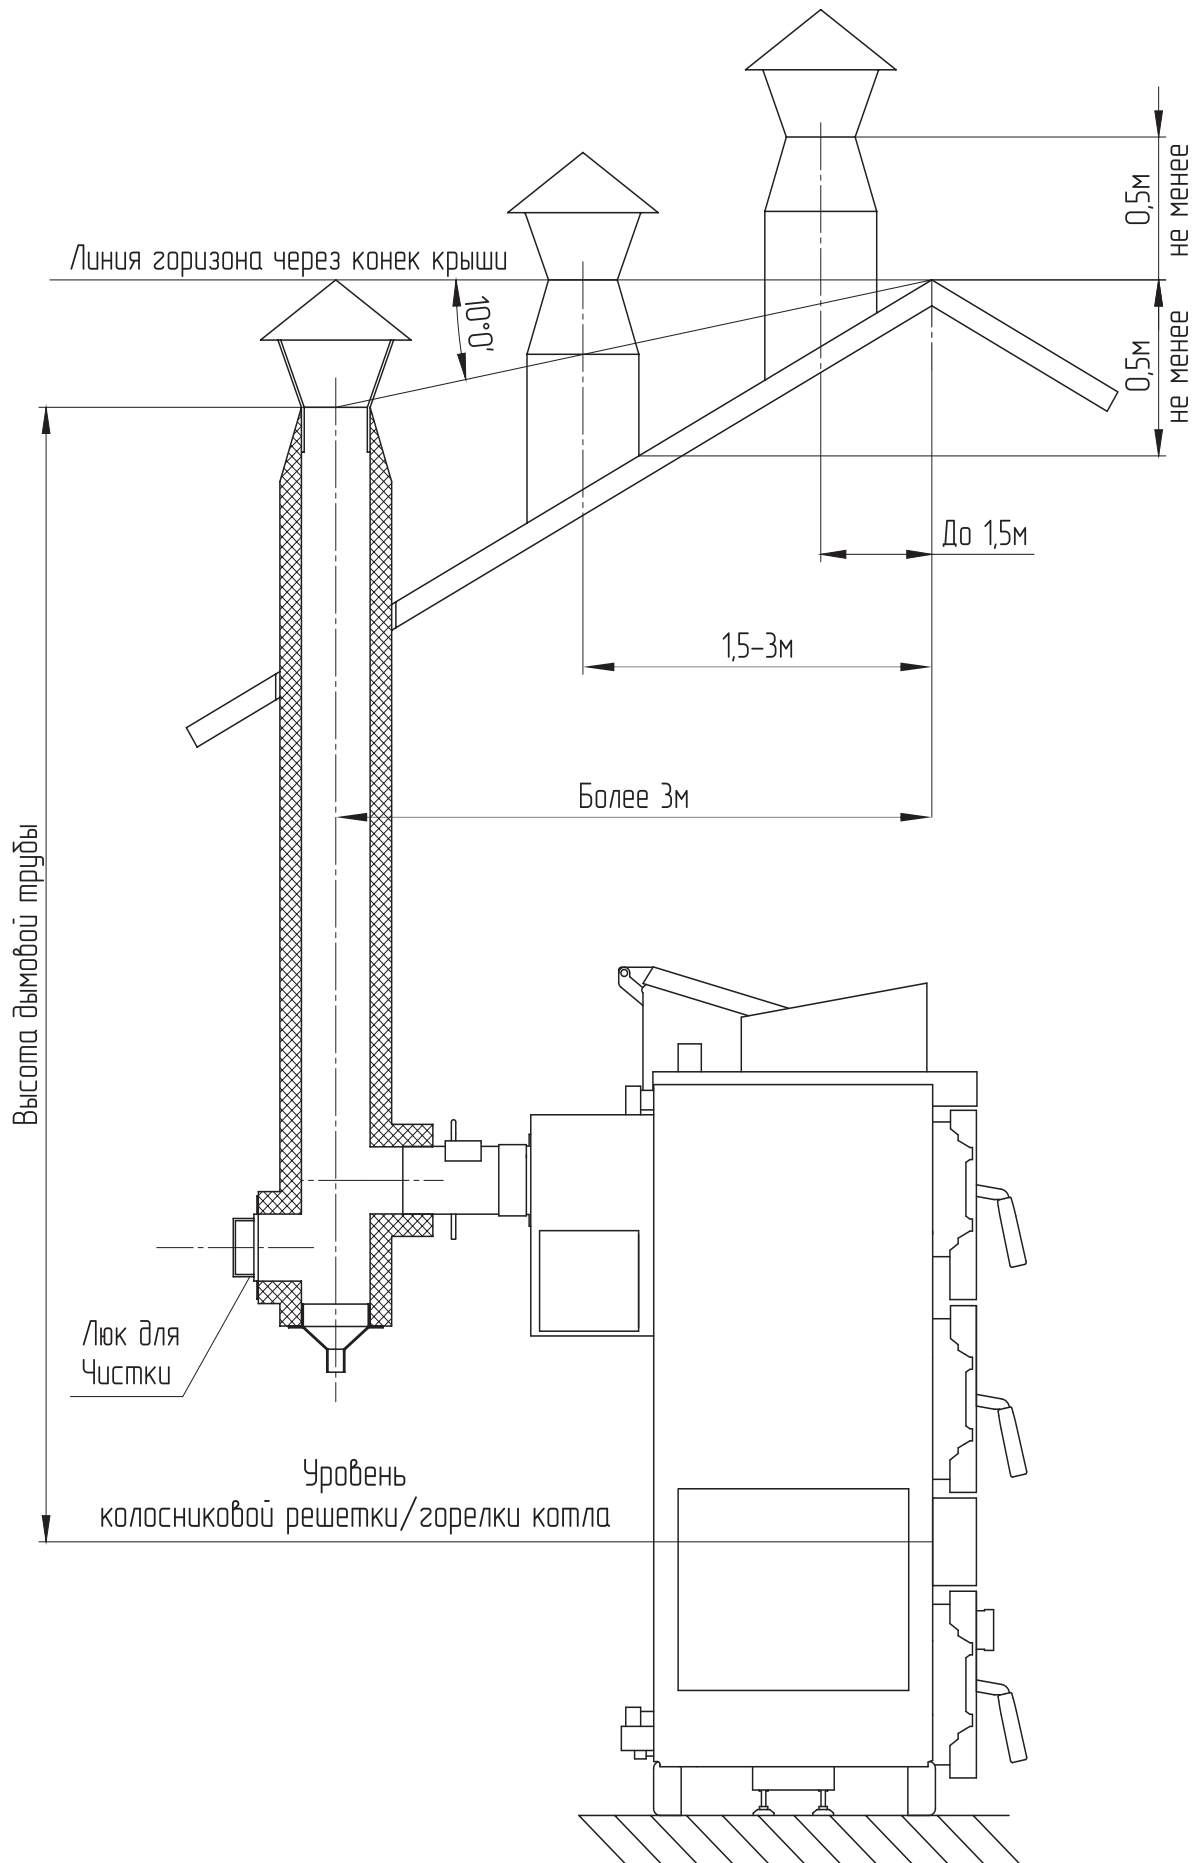 0,5м
не менее
Линия горизона через конек крыши
10°0'
0,5м
не менее
До 1,5м
1,5-3м
Более 3м
Высота дымовой трубы
Люк для
Чистки
Уровень
колосниковой решетки/горелки котла